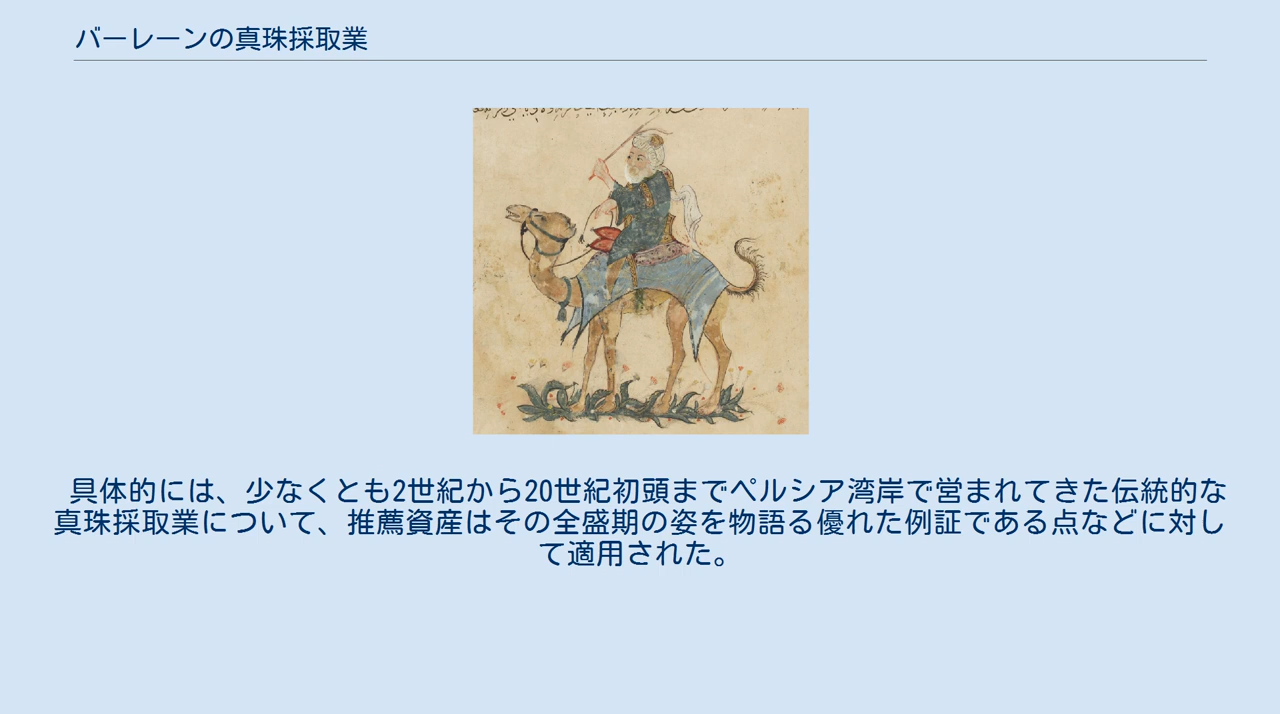 バーレーンの真珠採取業
具体的には、少なくとも2世紀から20世紀初頭までペルシア湾岸で営まれてきた伝統的な
真珠採取業について、推薦資産はその全盛期の姿を物語る優れた例証である点などに対し
て適用された。